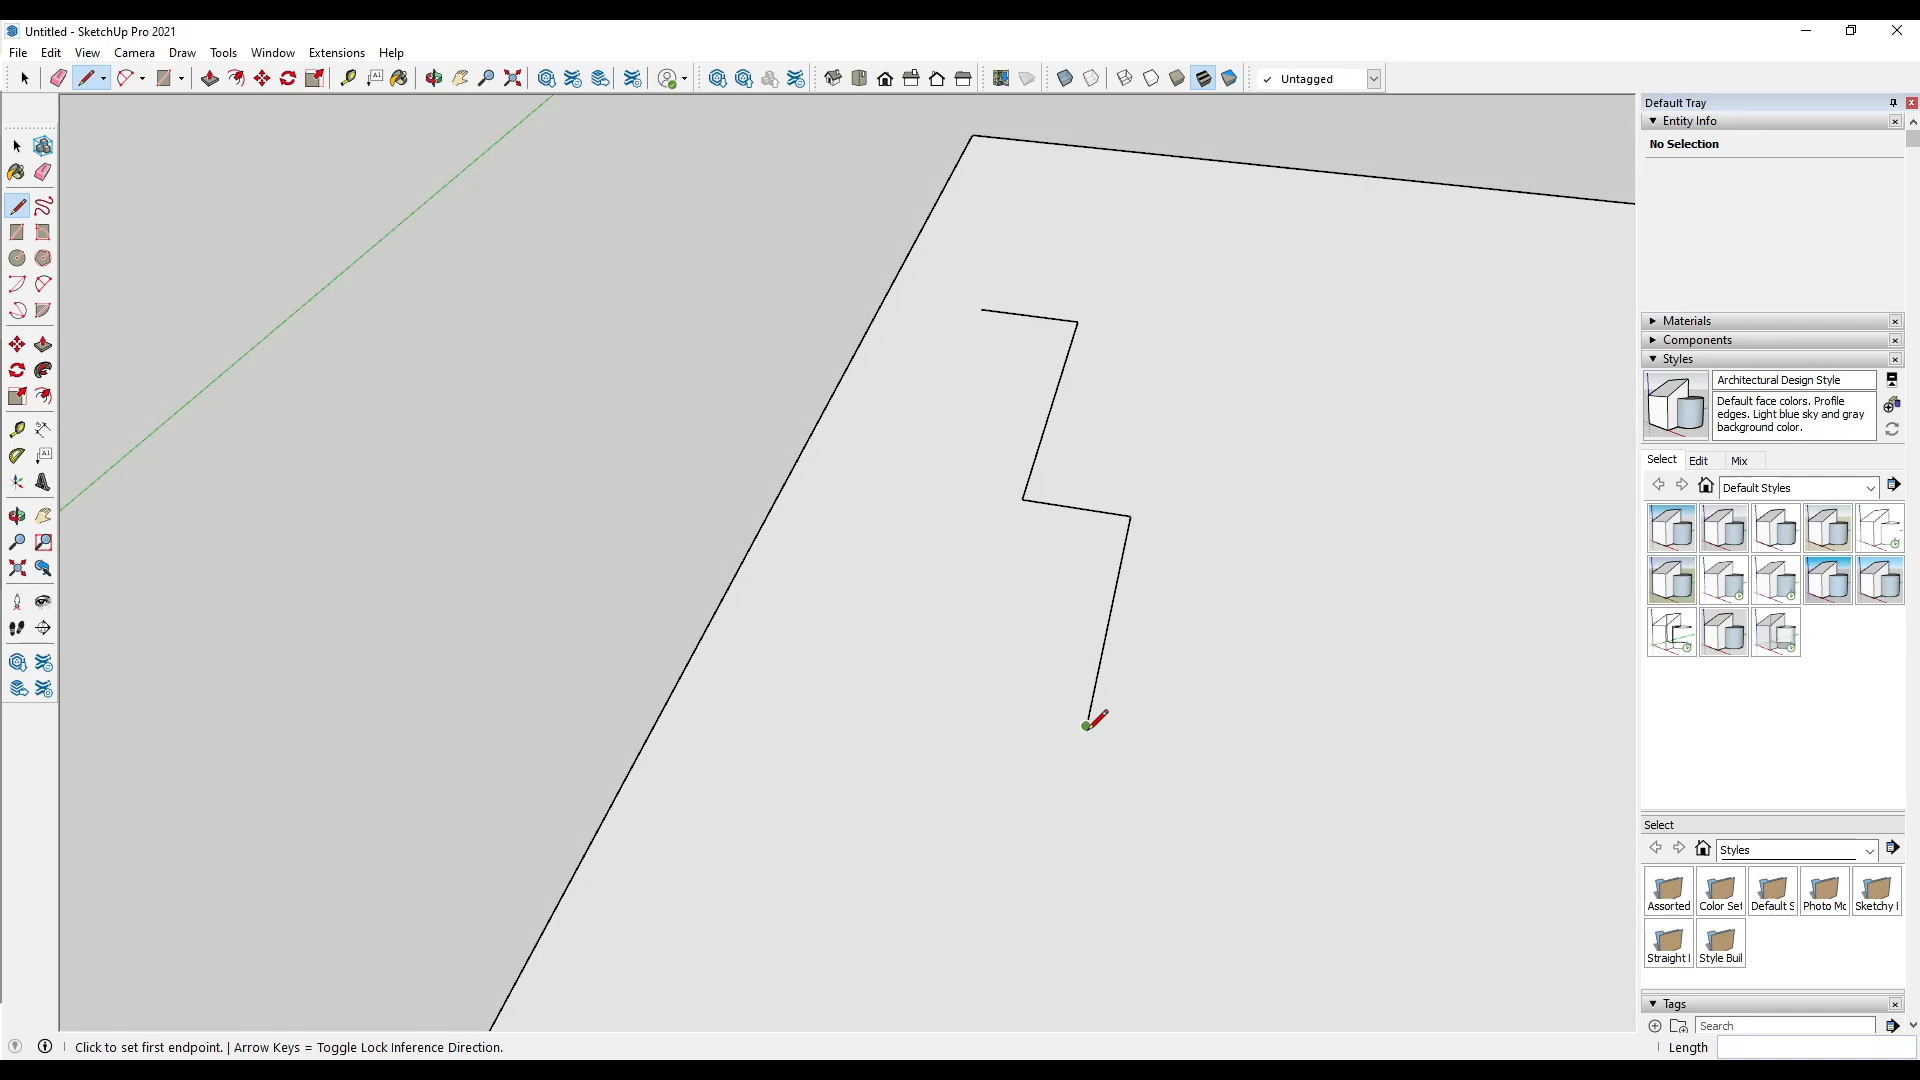 Untitled - SketchUp Pro 2021
File Edit View Camera Draw Tools Window Extensions Help
A1
Untagged
Default Tray
Entity Info
No Selection
Materials
Components
Styles
Architectural Design Style
Default face colors. Profile
edges. Light blue sky and gray
background color.
Select Edit Mix
Default Styles
A1
Select
Styles
Assorted Color Set Default S Photo Mc Sketchy I
Straight I Style Buil
Tags
Search
Click to set first endpoint. | Arrow Keys = Toggle Lock Inference Direction.
Length